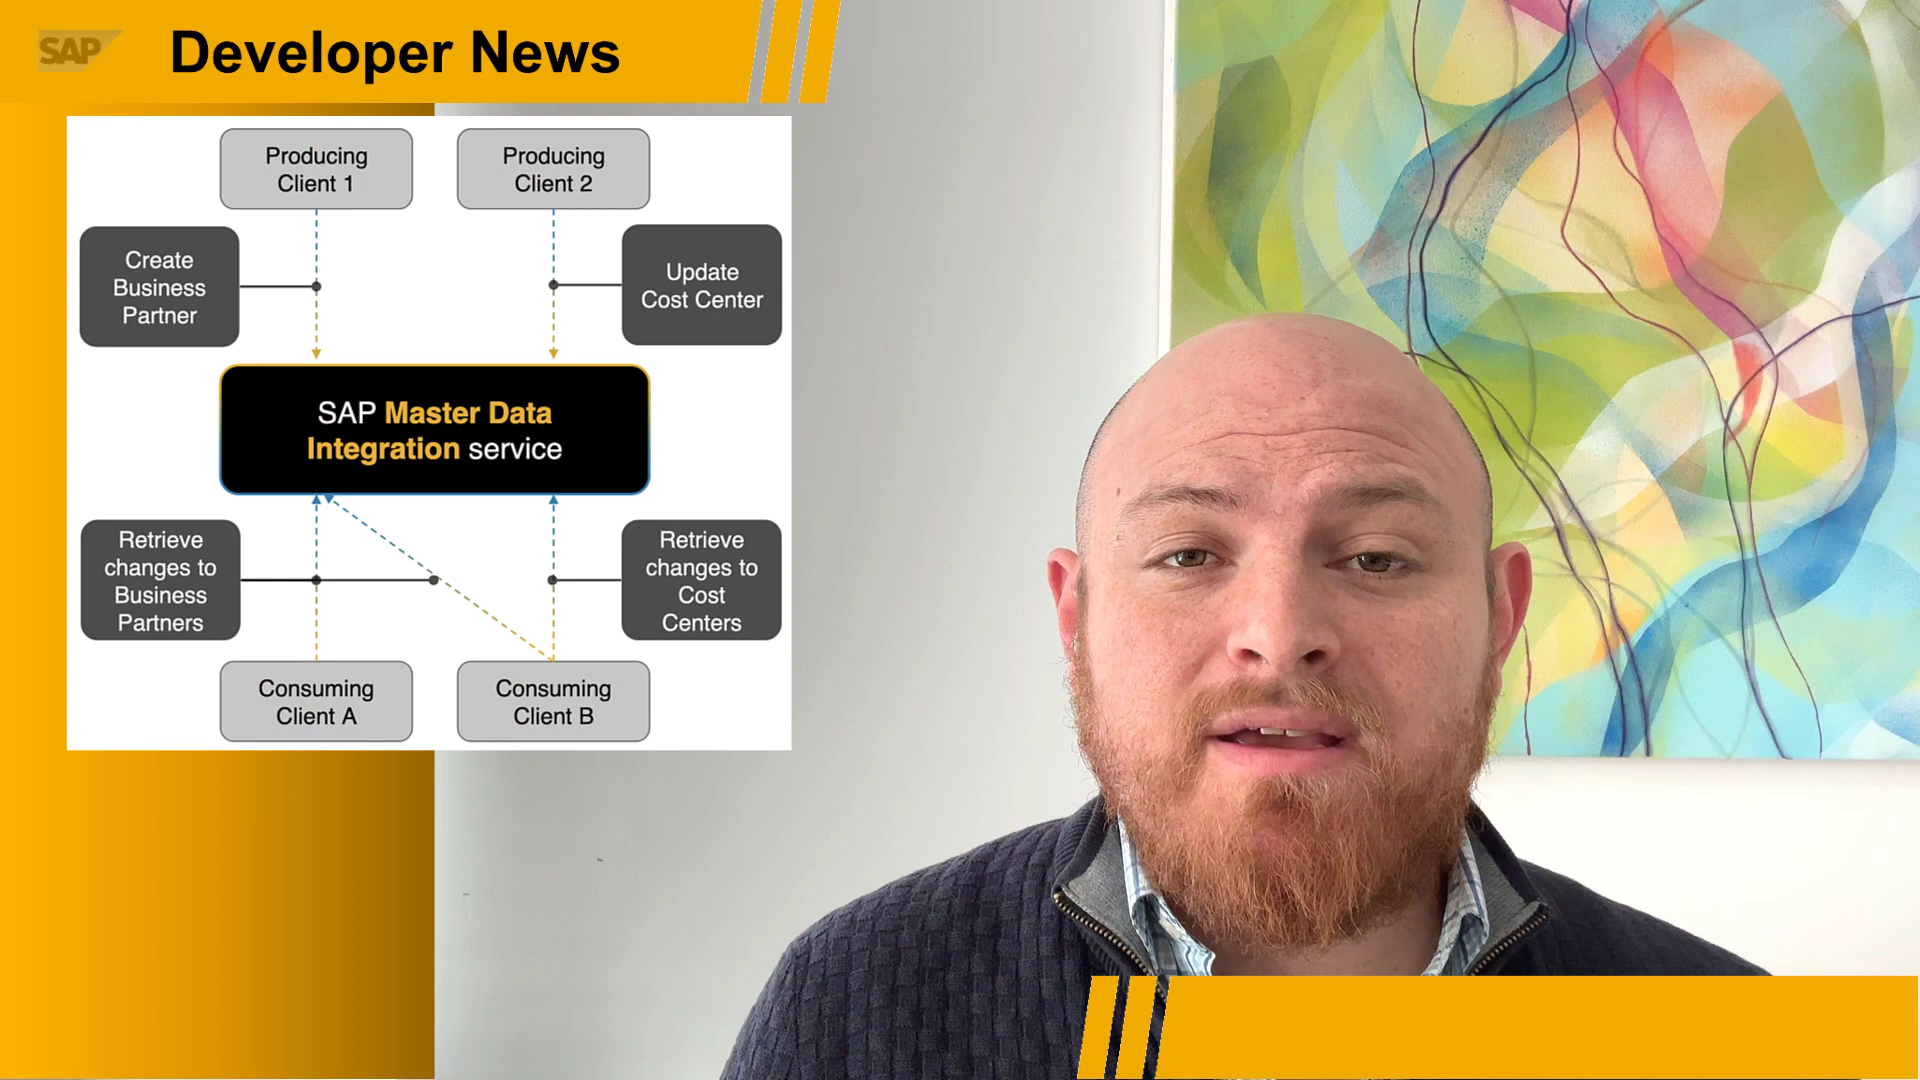 SAP
Developer News
Producing
Client 1
Producing
Client 2
Create
Business
Partner
Update
Cost Center
SAP Master Data
Integration service
Retrieve
changes to
Business
Partners
Retrieve
changes to
Cost
Centers
Consuming
Client A
Consuming
Client B